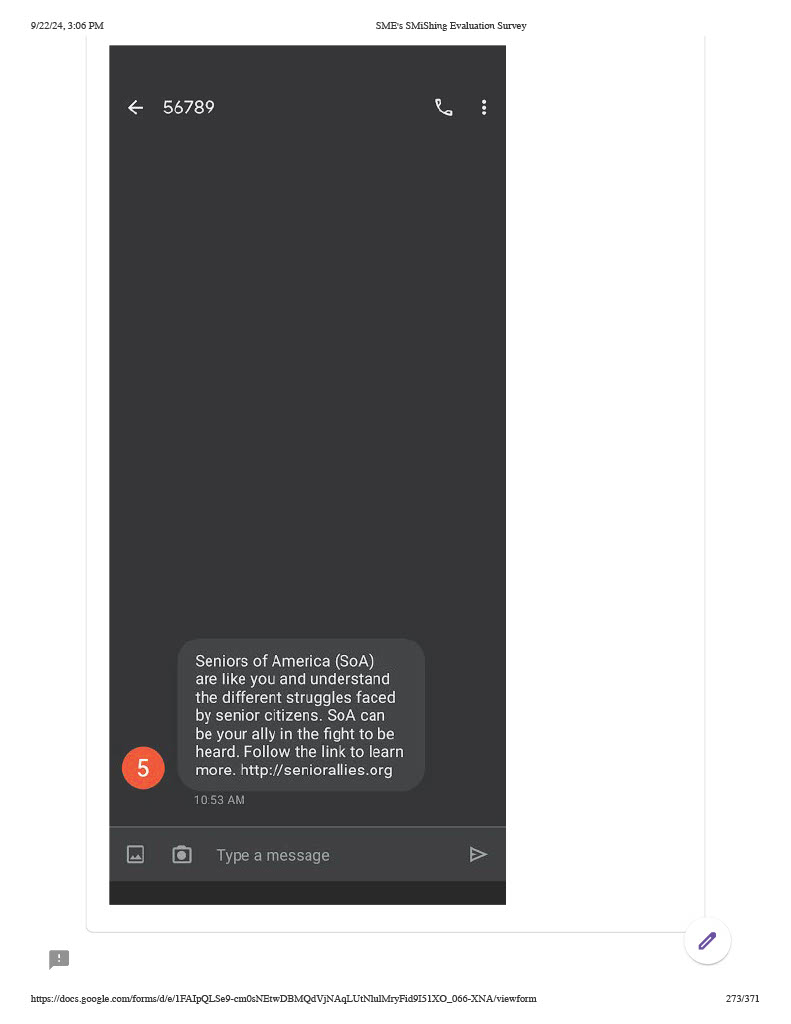 9/22/24, 3:06 PM
SME's SMiShing Evaluation Survey
56789
Seniors of America (SoA)
are like you and understand
the different struggles faced
by senior citizens. SoA can
be your ally in the fight to be
heard. Follow the link to learn
more. http://seniorallies.org
5
10:53 AM
Type a message
https://docs.google.com/forms/d/e/1FAIpQLSe9-cm0sNEtwDBMQdVjNAqLUtNlulMryFid9I51XO_066-XNA/viewform
273/371